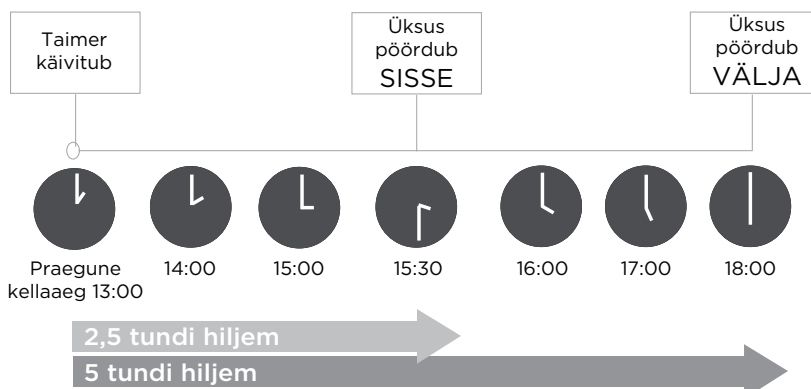 Taimer
käivitub
Üksus
pöördub
SISSE
Üksus
pöördub
VÄLJA
Praegune
kellaaeg 13:00
14:00
15:00
15:30
16:00
17:00
18:00
2,5 tundi hiljem
5 tundi hiljem